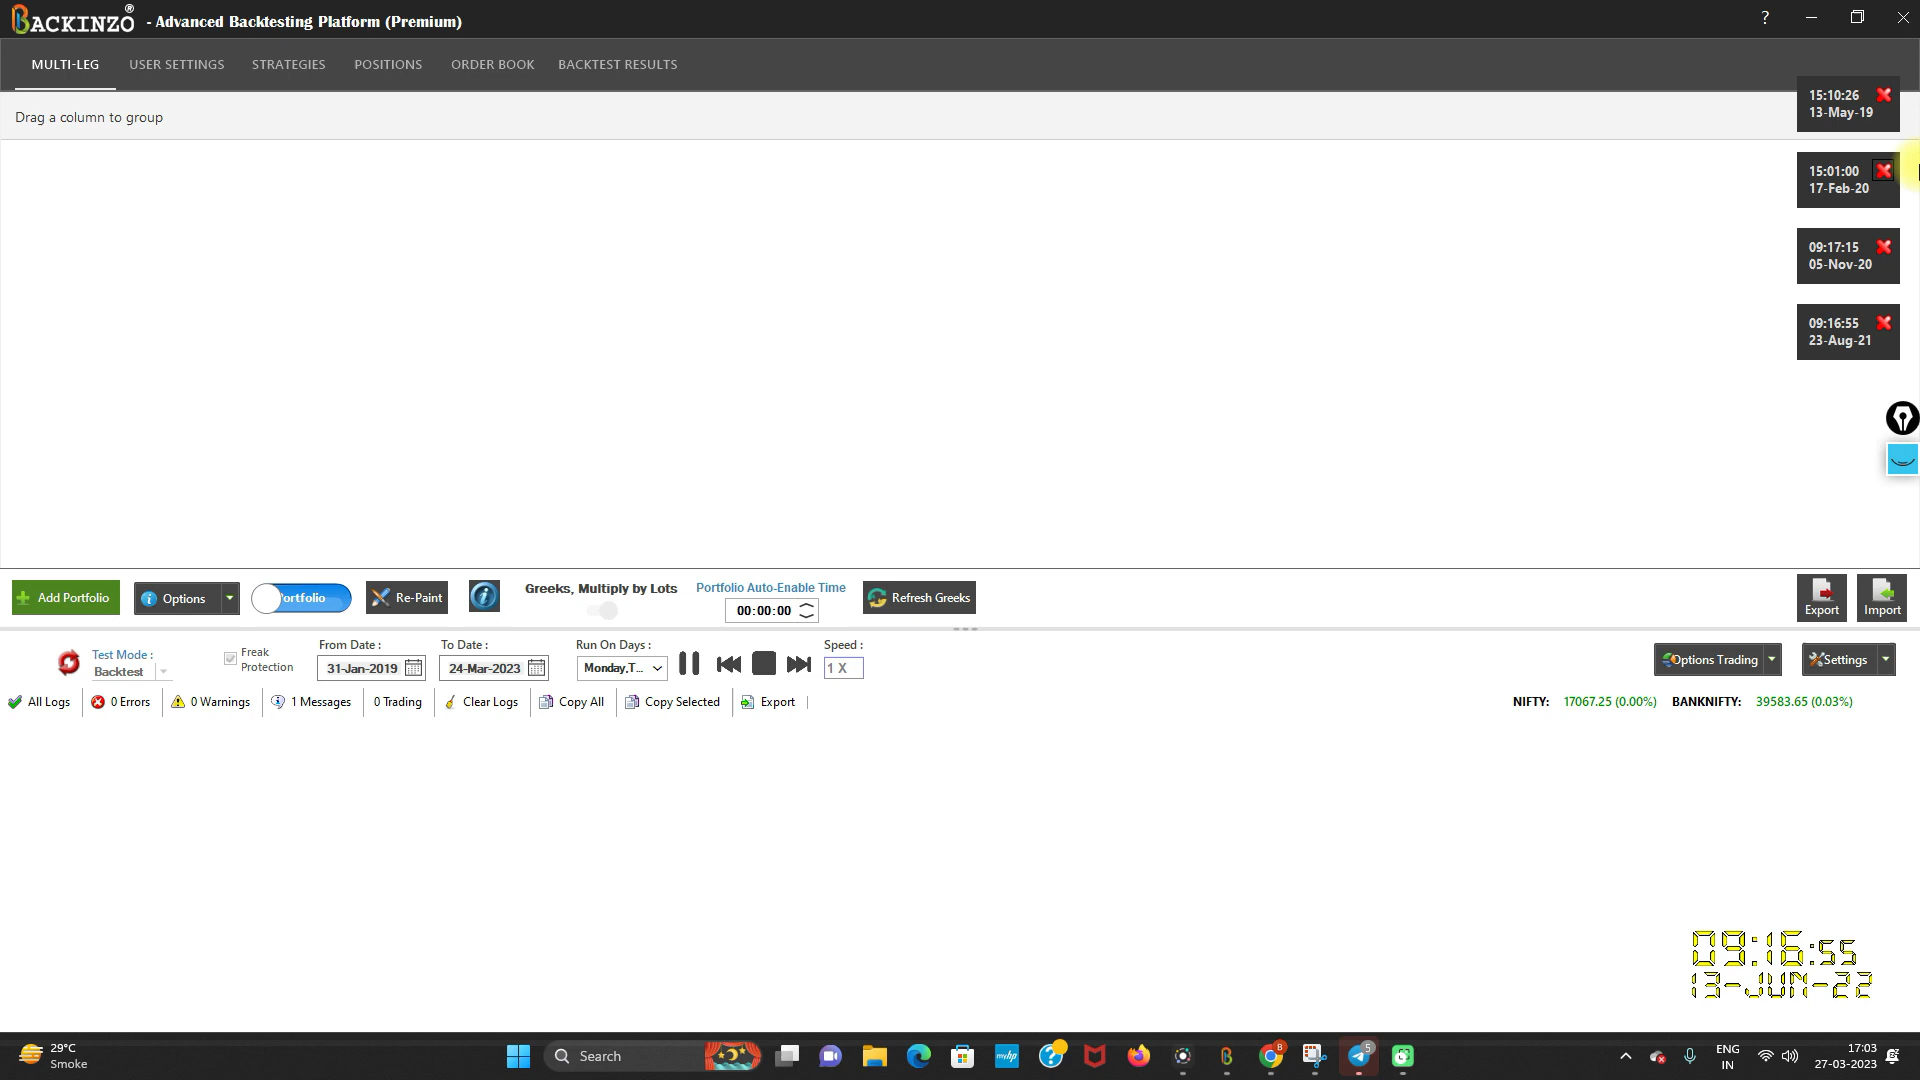 BACKINZO® - Advanced Backtesting Platform (Premium)
?
MULTI-LEG USER SETTINGS STRATEGIES POSITIONS ORDER BOOK BACKTEST RESULTS
Drag a column to group
15:10:26
13-May-19
15:01:00
17-Feb-20
09:17:15
05-Nov-20
09:16:55
23-Aug-21
Add Portfolio
Options
ortfolio
Re-Paint
Greeks, Multiply by Lots
Portfolio Auto-Enable Time
00:00:00
Refresh Greeks
Export
Import
Test Mode :
Backtest
Freak
Protection
From Date :
31-Jan-2019
To Date :
24-Mar-2023
Run On Days :
Monday,T...
Speed :
1 X
Options Trading
Settings
All Logs 0 Errors 0 Warnings 1 Messages 0 Trading Clear Logs Copy All Copy Selected Export
NIFTY: 17067.25 (0.00%) BANKNIFTY: 39583.65 (0.03%)
09:16:55
13-JUN-22
29°C
Smoke
Search
myhp
?
B
B
5
ENG
IN
17:03
27-03-2023